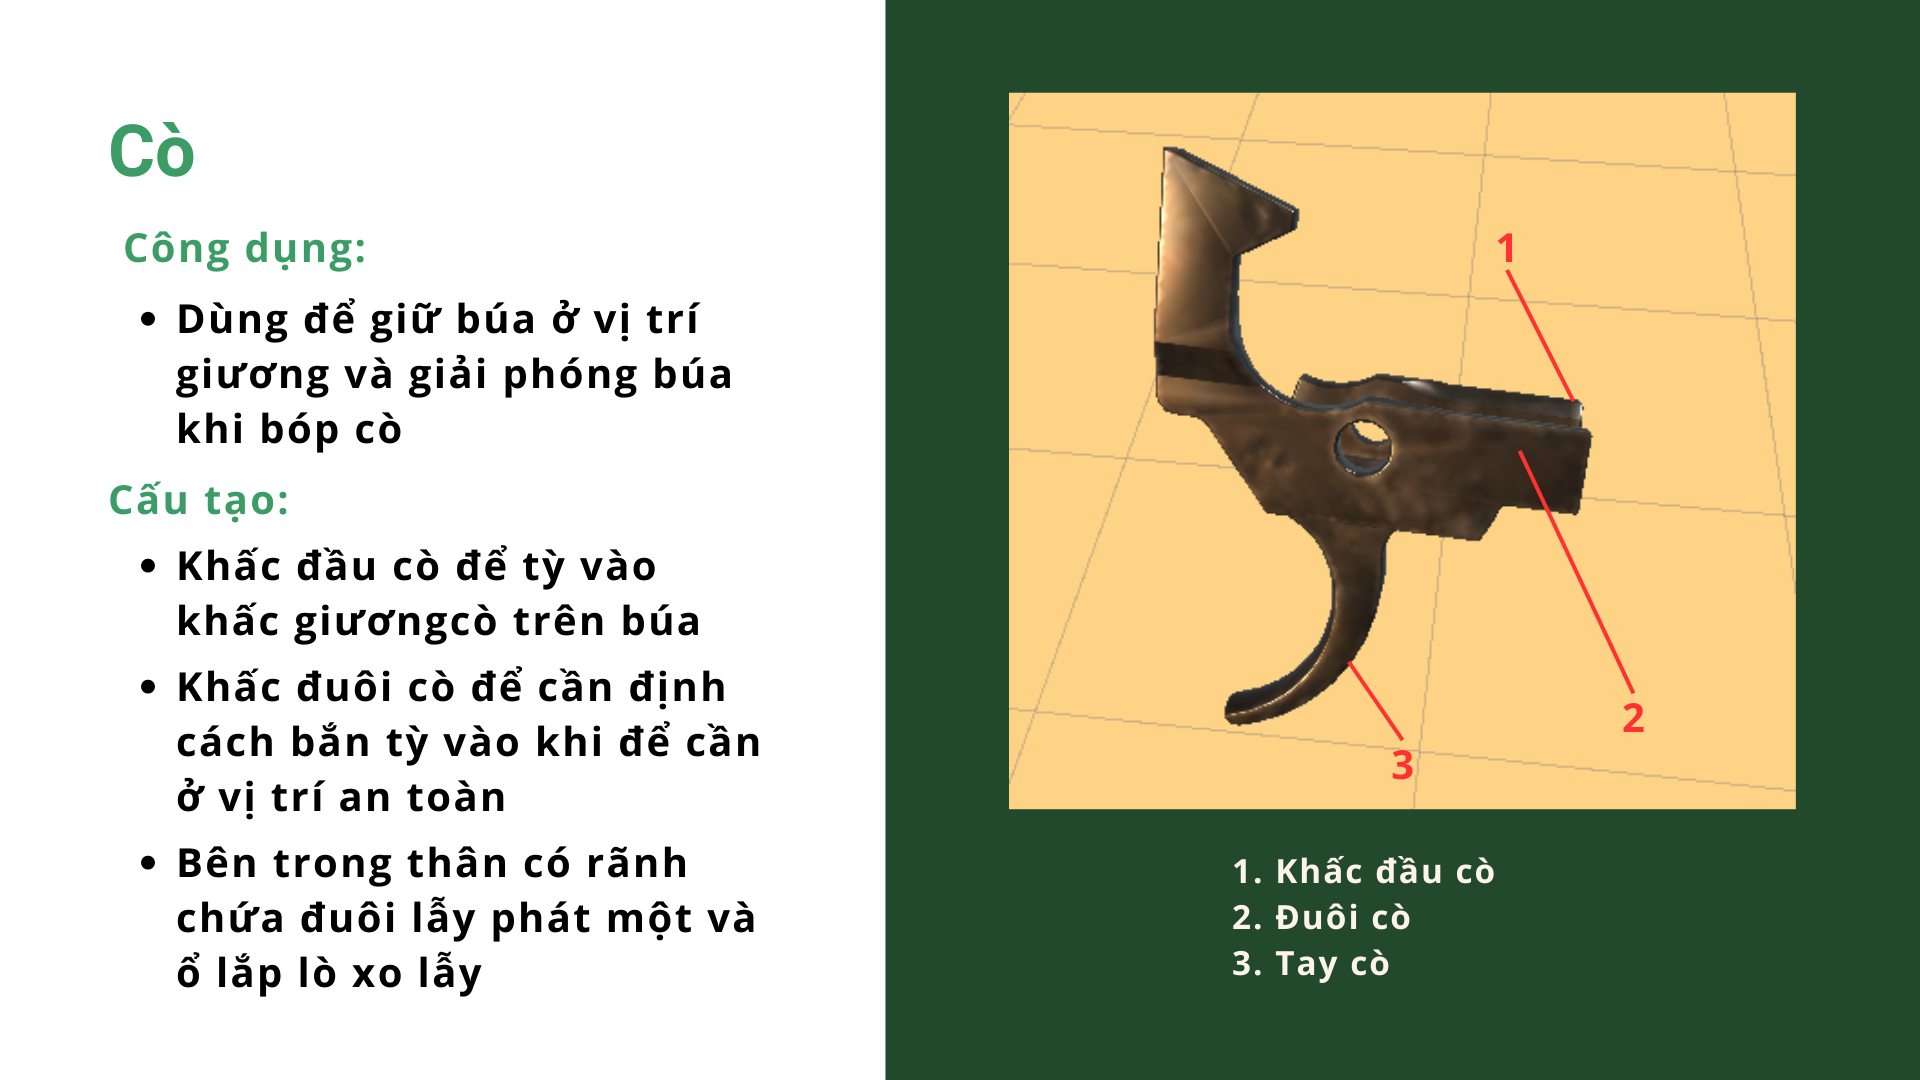 Cò
Công dụng:
• Dùng để giữ búa ở vị trí
giương và giải phóng búa
khi bóp cò
Cấu tạo:
• Khấc đầu cò để tỳ vào
khấc giươngcò trên búa
• Khấc đuôi cò để cần định
cách bắn tỳ vào khi để cần
ở vị trí an toàn
• Bên trong thân có rãnh
chứa đuôi lẫy phát một và
ổ lắp lò xo lẫy
1
2
3
1. Khấc đầu cò
2. Đuôi cò
3. Tay cò